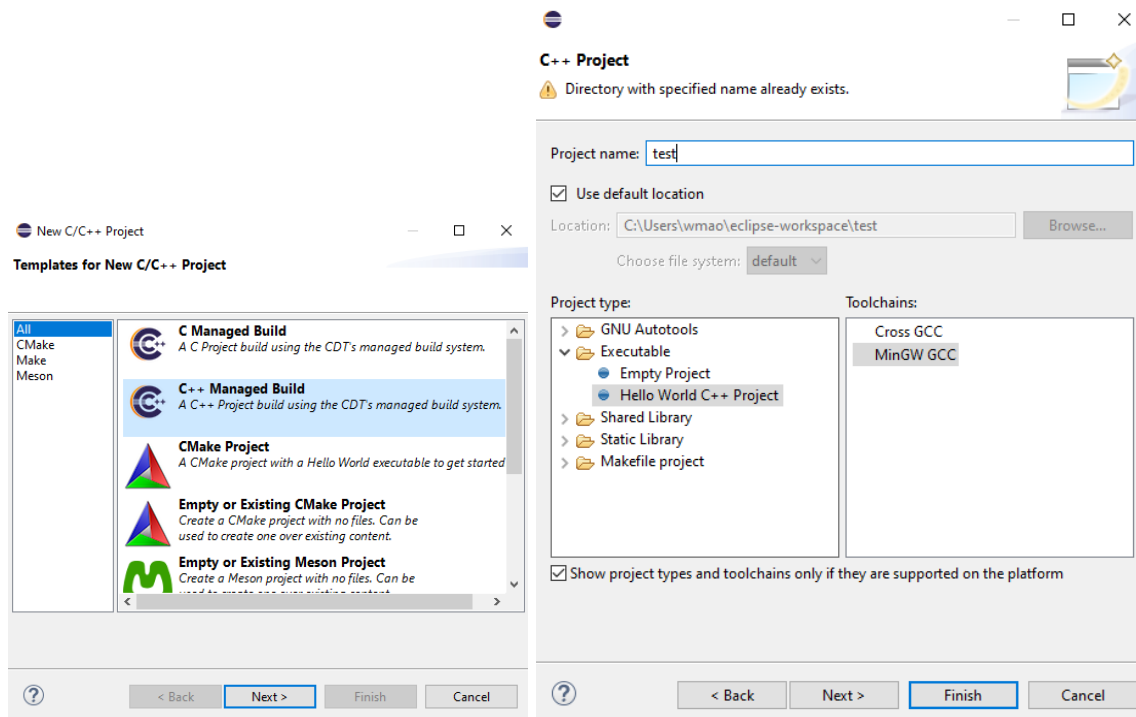 New C/C++ Project
Templates for New C/C++ Project
All
CMake
Make
Meson
C Managed Build
A C Project build using the CDT's managed build system.
C++ Managed Build
A C++ Project build using the CDT's managed build system.
CMake Project
A CMake project with a Hello World executable to get started
Empty or Existing CMake Project
Create a CMake project with no files. Can be
used to create one over existing content.
Empty or Existing Meson Project
Create a Meson project with no files. Can be
used to create one over existing content.
< Back
Next >
Finish
Cancel
C++ Project
Directory with specified name already exists.
Project name: test
Use default location
Location: C:\Users\wmao\eclipse-workspace\test Browse...
Choose file system: default
Project type:
GNU Autotools
Executable
Empty Project
Hello World C++ Project
Shared Library
Static Library
Makefile project
Toolchains:
Cross GCC
MinGW GCC
Show project types and toolchains only if they are supported on the platform
< Back
Next >
Finish
Cancel